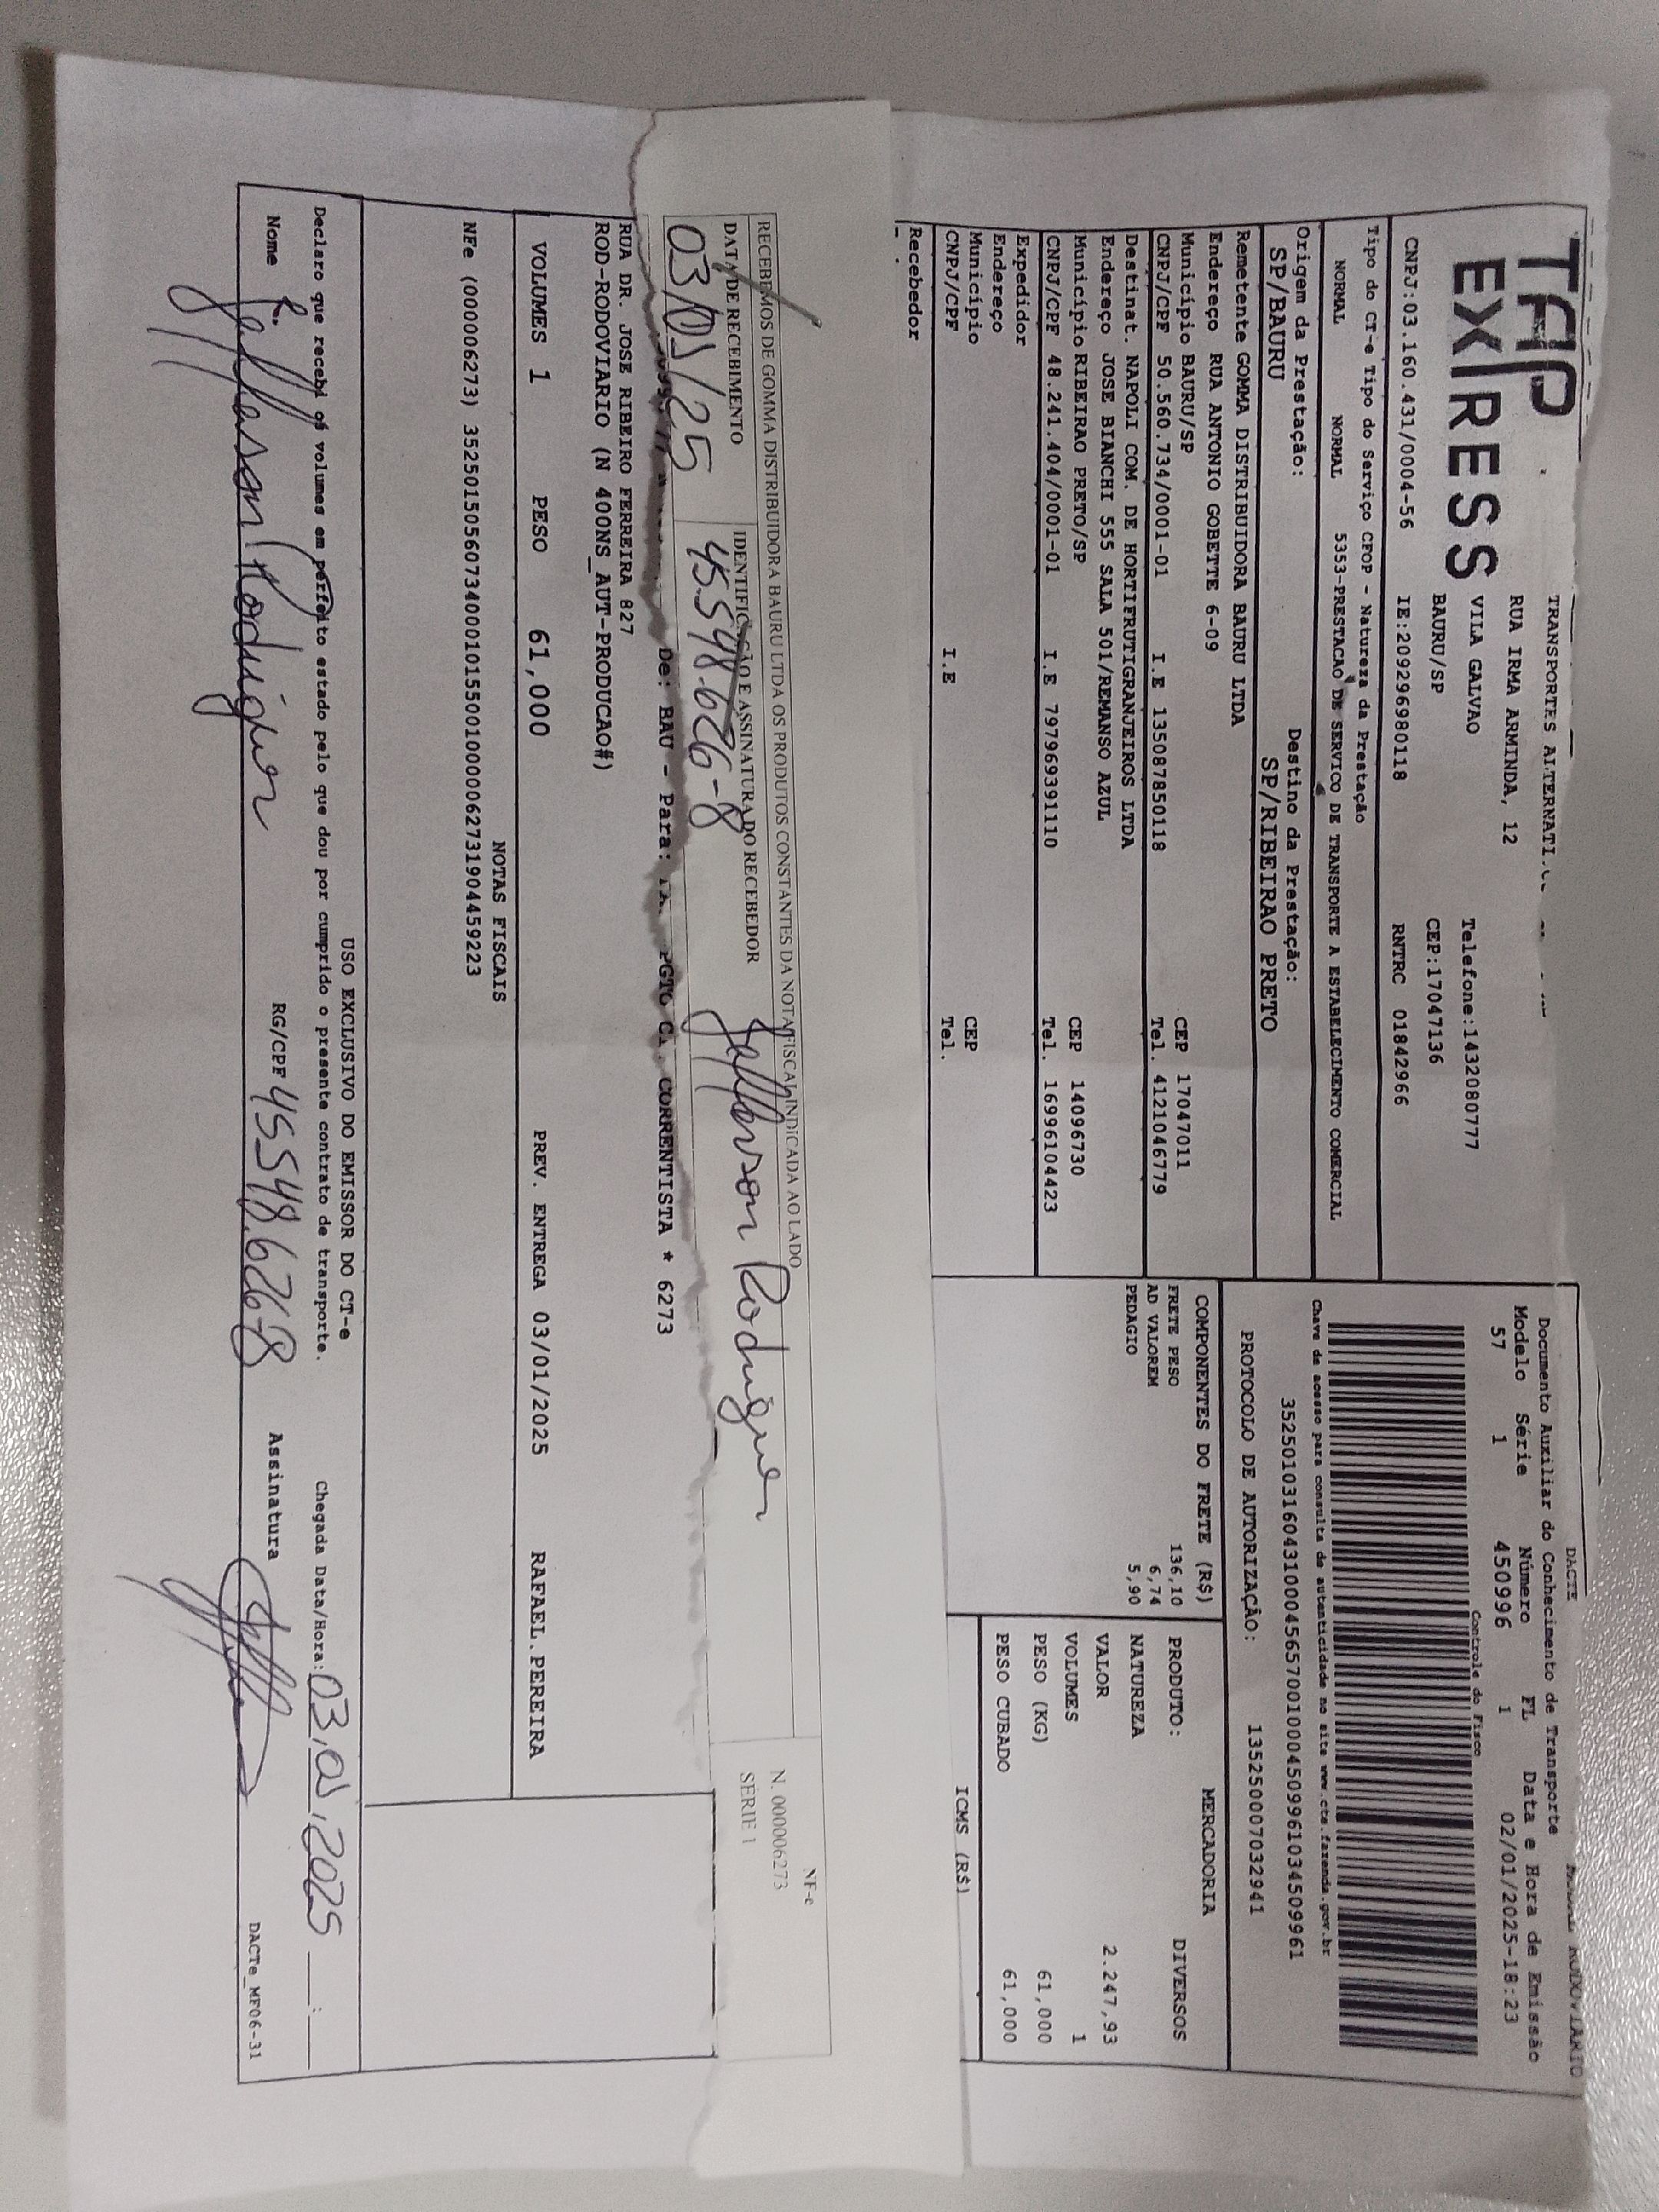 TAP EXPRESS
TRANSPORTES
RUA IRMA ARMINDA, 12
VILA GALVAO Telefone:1432080777
BAURU/SP CEP:17047136
CNPJ:03.160.431/0004-56 IE:209296980118 RNTRC 01842966
Tipo do CT-e Tipo do Serviço CFOP - Natureza da Prestação
NORMAL NORMAL 5353-PRESTACAO DE SERVICO DE TRANSPORTE A ESTABELECIMENTO COMERCIAL
Origem da Prestação: Destino da Prestação:
SP/BAURU SP/RIBEIRAO PRETO
Remetente GOMMA DISTRIBUIDORA BAURU LTDA
Endereço RUA ANTONIO GOBETTE 6-09
Município BAURU/SP CEP 17047011
CNPJ/CPF 50.560.734/0001-01 I.E 135087850118 Tel. 4121046779
Destinat. NAPOLI COM. DE HORTIFRUTIGRANJEIROS LTDA
Endereço JOSE BIANCHI 555 SALA 501/REMANSO AZUL
Município RIBEIRAO PRETO/SP CEP 14096730
CNPJ/CPF 48.241.404/0001-01 I.E 797969391110 Tel. 16996104423
Expedidor
Endereço
Município CEP
CNPJ/CPF I.E Tel.
Recebedor
DACTE
RODOVIARIO
Documento Auxiliar do Conhecimento de Transporte
Modelo Série Número FL Data e Hora de Emissão
57 1 450996 1 02/01/2025-18:23
Controle do Fisco
Chave de acesso para consulta de autenticidade no site www.cte.fazenda.gov.br
35250103160431000456570010004509961034509961
PROTOCOLO DE AUTORIZAÇÃO: 135250007032941
COMPONENTES DO FRETE (R$)
FRETE PESO 136,10
AD VALOREM 6,74
PEDAGIO 5,90
MERCADORIA
PRODUTO: DIVERSOS
NATUREZA
VALOR 2.247,93
VOLUMES 1
PESO (KG) 61,000
PESO CUBADO 61,000
ICMS (R$)
RECEBEMOS DE GOMMA DISTRIBUIDORA BAURU LTDA OS PRODUTOS CONSTANTES DA NOTA FISCAL INDICADA AO LADO
DATA DE RECEBIMENTO IDENTIFICAÇÃO E ASSINATURA DO RECEBEDOR
03/01/25 45.548.626-8 Jefferson Rodrigues
NF-e
N. 000006273
SERIE 1
De: BAU - Para: PGTO CORRENTISTA * 6273
RUA DR. JOSE RIBEIRO FERREIRA 827
ROD-RODOVIARIO (N 400NS_AUT-PRODUCAO#)
VOLUMES 1 PESO 61,000 PREV. ENTREGA 03/01/2025 RAFAEL.PEREIRA
NOTAS FISCAIS
NFe (000006273) 35250150560734000101550010000062731904459223
USO EXCLUSIVO DO EMISSOR DO CT-e
Declaro que recebi os volumes em perfeito estado pelo que dou por cumprido o presente contrato de transporte. Chegada Data/Hora: 03/01/2025 __:__
Nome Jefferson Rodrigues RG/CPF 45548.626-8 Assinatura
DACTe_MF06-31